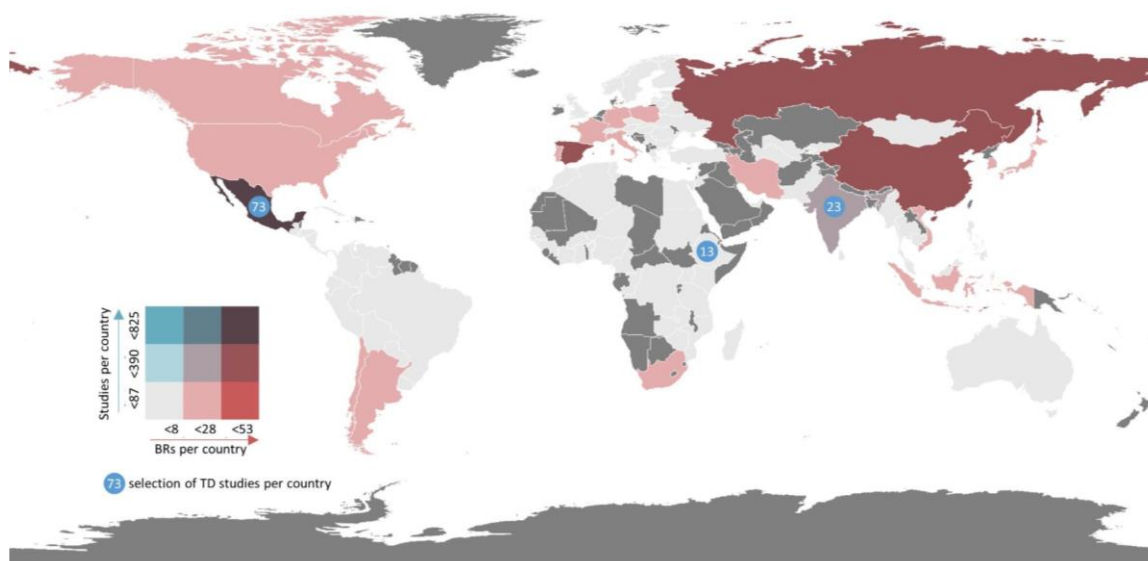 73
23
13
Studies per country
<825
<390
<87
<8 <28 <53
BRs per country
73 selection of TD studies per country